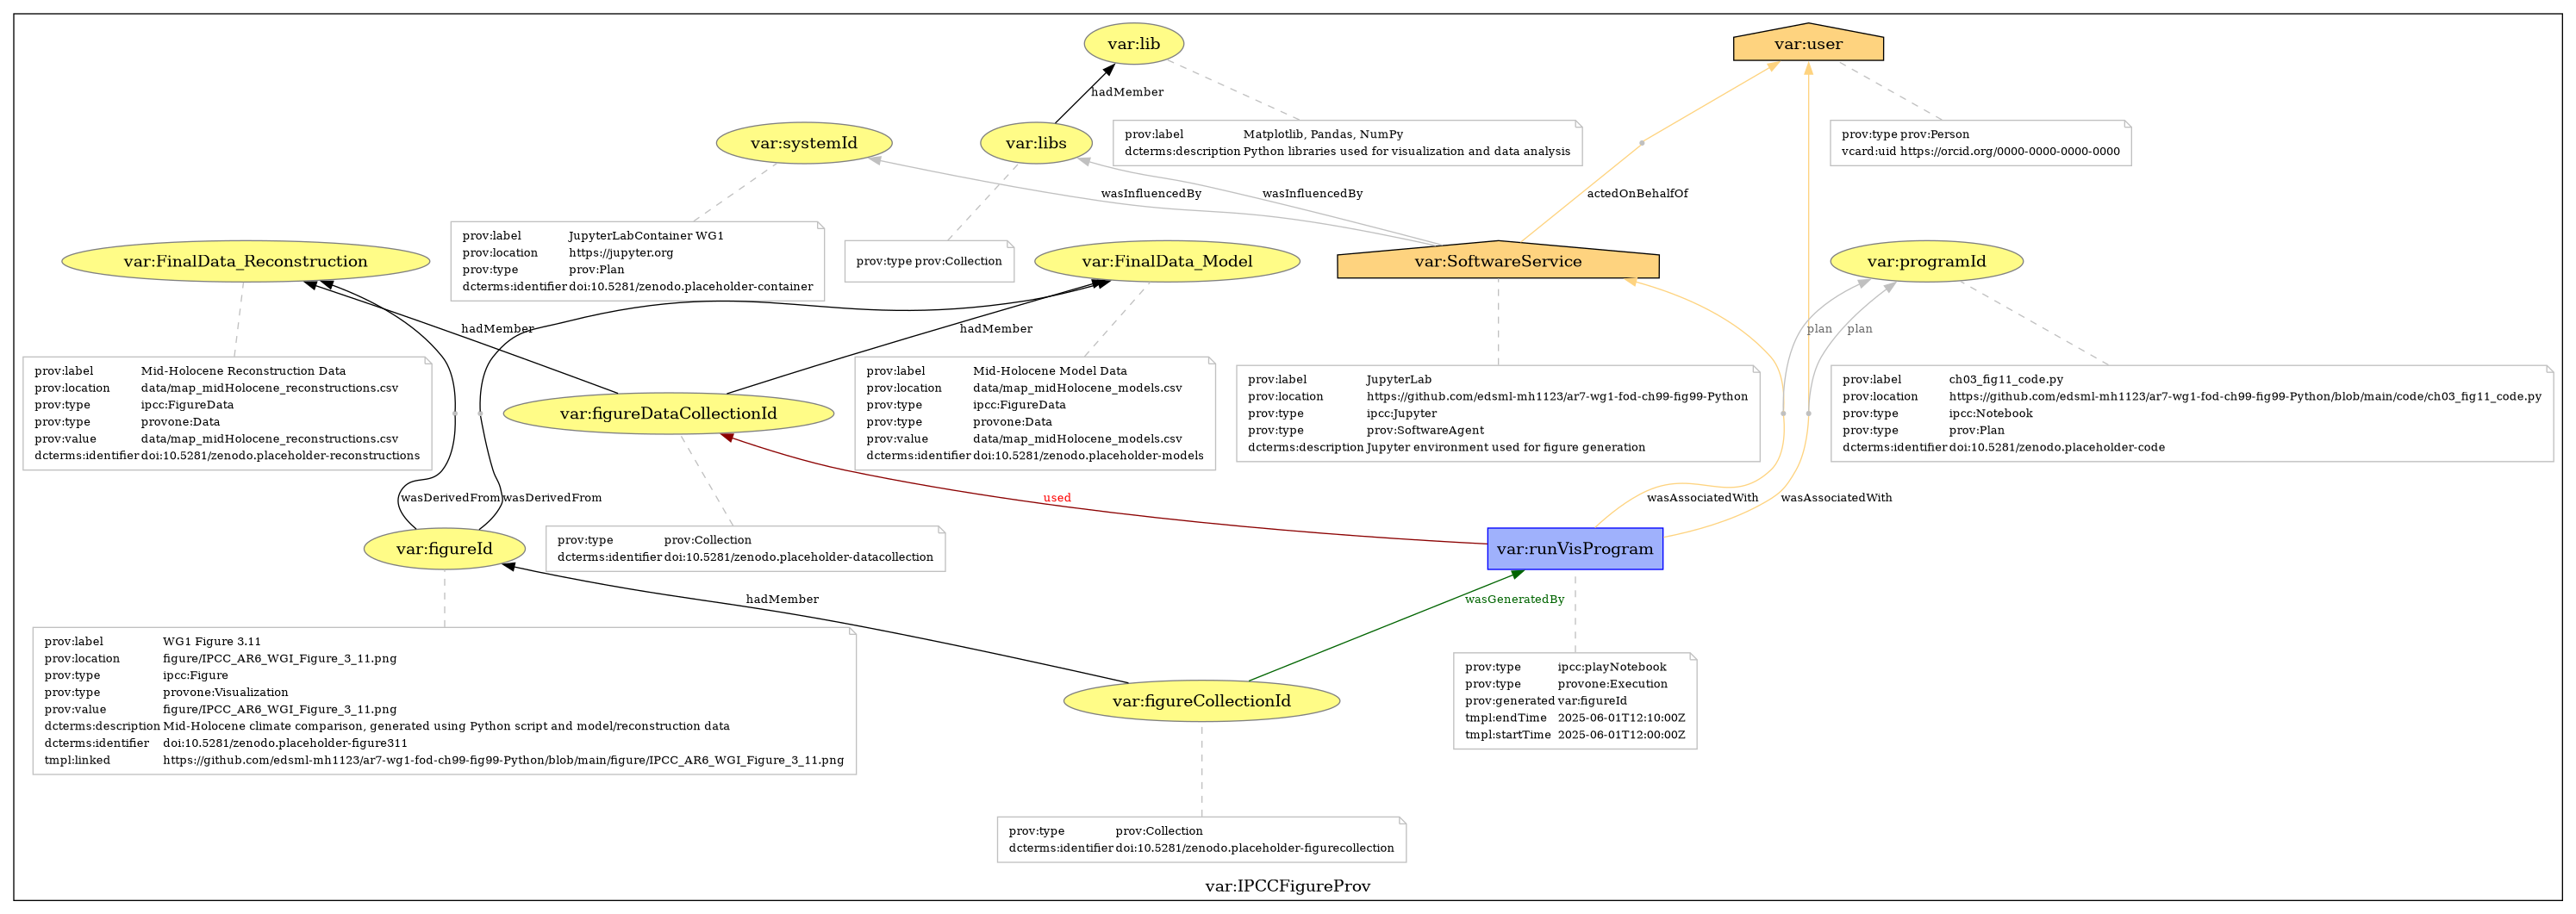 var:lib
var:user
hadMember
prov:label Matplotlib, Pandas, NumPy
dcterms:description Python libraries used for visualization and data analysis
prov:type prov:Person
vcard:uid https://orcid.org/0000-0000-0000-0000
var:systemId
var:libs
wasInfluencedBy
wasInfluencedBy
actedOnBehalfOf
prov:label JupyterLabContainer WG1
prov:location https://jupyter.org
prov:type prov:Plan
dcterms:identifier doi:10.5281/zenodo.placeholder-container
prov:type prov:Collection
var:FinalData_Reconstruction
var:FinalData_Model
var:SoftwareService
var:programId
hadMember
hadMember
plan
plan
prov:label Mid-Holocene Reconstruction Data
prov:location data/map_midHolocene_reconstructions.csv
prov:type ipcc:FigureData
prov:type provone:Data
prov:value data/map_midHolocene_reconstructions.csv
dcterms:identifier doi:10.5281/zenodo.placeholder-reconstructions
var:figureDataCollectionId
prov:label Mid-Holocene Model Data
prov:location data/map_midHolocene_models.csv
prov:type ipcc:FigureData
prov:type provone:Data
prov:value data/map_midHolocene_models.csv
dcterms:identifier doi:10.5281/zenodo.placeholder-models
prov:label JupyterLab
prov:location https://github.com/edsml-mh1123/ar7-wg1-fod-ch99-fig99-Python
prov:type ipcc:Jupyter
prov:type prov:SoftwareAgent
dcterms:description Jupyter environment used for figure generation
prov:label ch03_fig11_code.py
prov:location https://github.com/edsml-mh1123/ar7-wg1-fod-ch99-fig99-Python/blob/main/code/ch03_fig11_code.py
prov:type ipcc:Notebook
prov:type prov:Plan
dcterms:identifier doi:10.5281/zenodo.placeholder-code
wasDerivedFrom
wasDerivedFrom
used
wasAssociatedWith
wasAssociatedWith
var:figureId
prov:type prov:Collection
dcterms:identifier doi:10.5281/zenodo.placeholder-datacollection
var:runVisProgram
hadMember
wasGeneratedBy
prov:label WG1 Figure 3.11
prov:location figure/IPCC_AR6_WGI_Figure_3_11.png
prov:type ipcc:Figure
prov:type provone:Visualization
prov:value figure/IPCC_AR6_WGI_Figure_3_11.png
dcterms:description Mid-Holocene climate comparison, generated using Python script and model/reconstruction data
dcterms:identifier doi:10.5281/zenodo.placeholder-figure311
tmpl:linked https://github.com/edsml-mh1123/ar7-wg1-fod-ch99-fig99-Python/blob/main/figure/IPCC_AR6_WGI_Figure_3_11.png
var:figureCollectionId
prov:type ipcc:playNotebook
prov:type provone:Execution
prov:generated var:figureId
tmpl:endTime 2025-06-01T12:10:00Z
tmpl:startTime 2025-06-01T12:00:00Z
prov:type prov:Collection
dcterms:identifier doi:10.5281/zenodo.placeholder-figurecollection
var:IPCCFigureProv